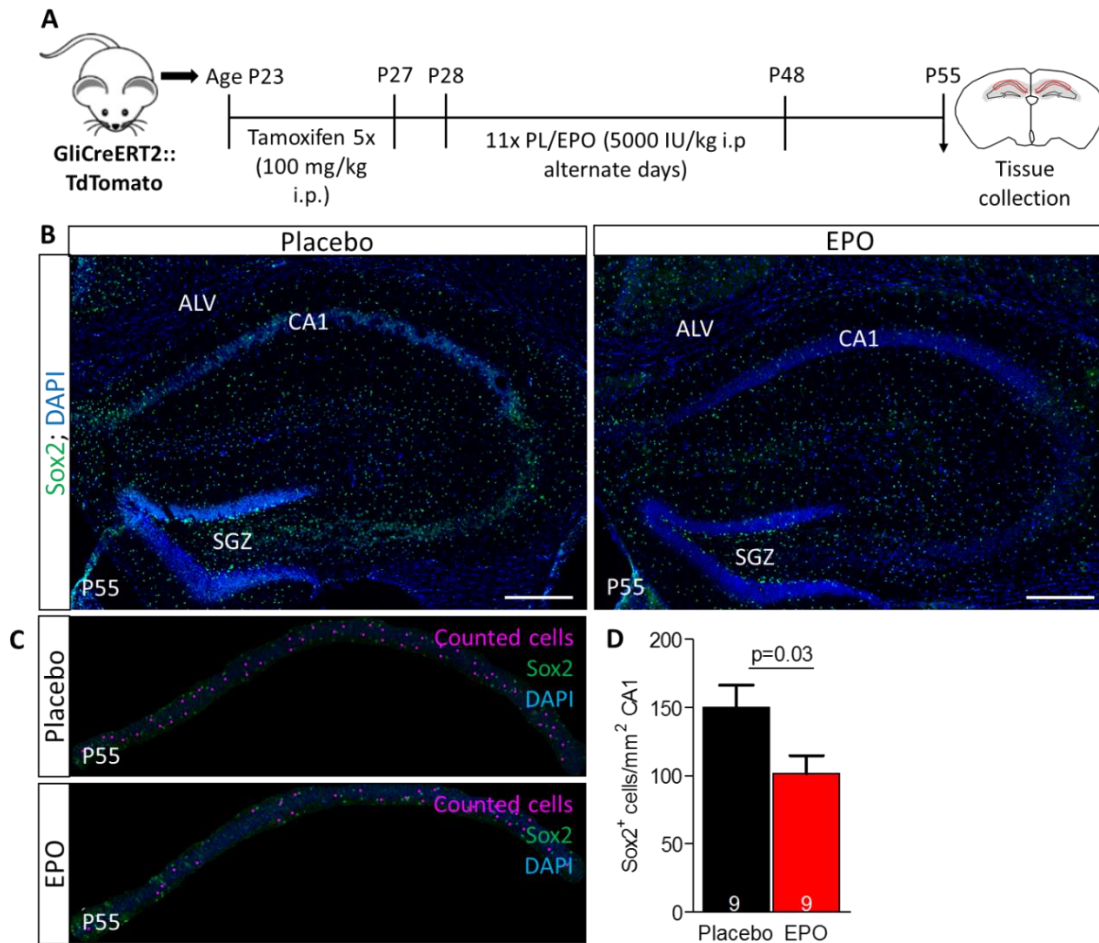 A
Age P23
P27
P28
P48
P55
Tamoxifen 5x
(100 mg/kg
i.p.)
11x PL/EPO (5000 IU/kg i.p
alternate days)
GliCreERT2::
TdTomato
Tissue
collection
B
Placebo
EPO
Sox2; DAPI
ALV
CA1
SGZ
P55
ALV
CA1
SGZ
P55
C
Placebo
Counted cells
Sox2
DAPI
P55
EPO
Counted cells
Sox2
DAPI
P55
D
p=0.03
Sox2+ cells/mm2 CA1
200
150
100
50
0
9
9
Placebo
EPO